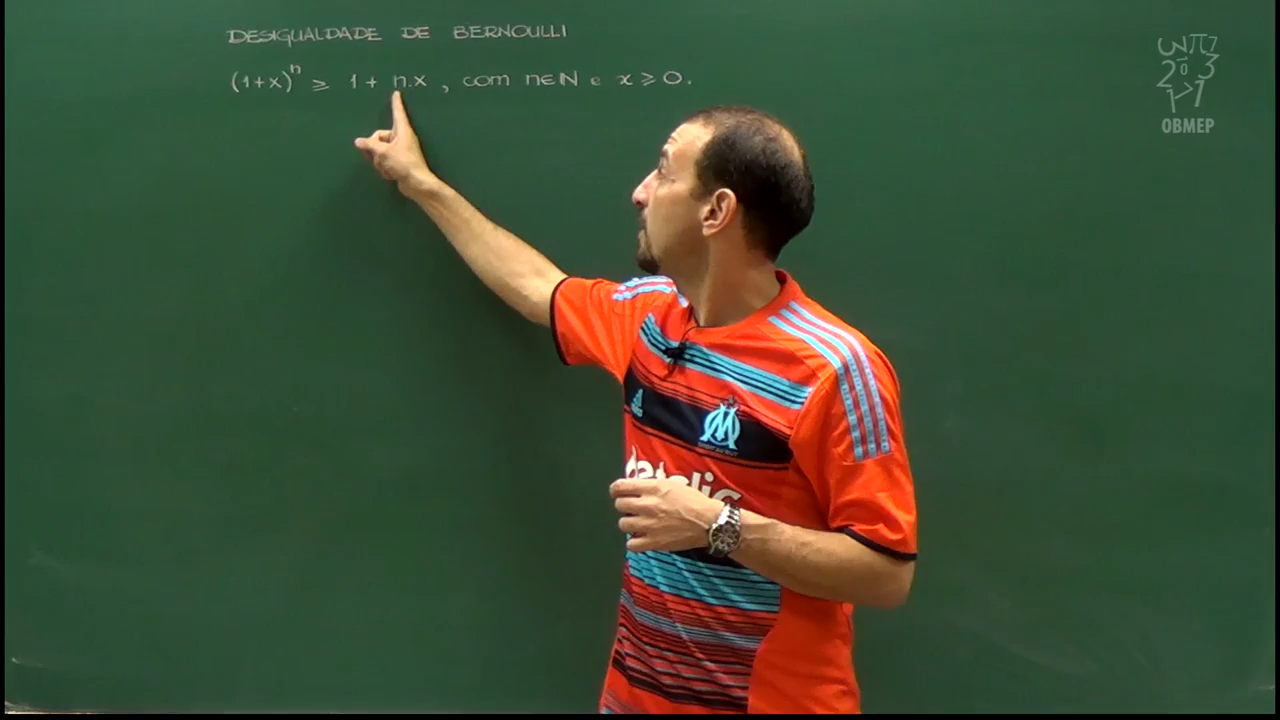 DESIGUALDADE DE BERNOULLI
(1+x)ⁿ ≥ 1 + n.x , com n∈ℕ e x ≥ 0.
OBMEP